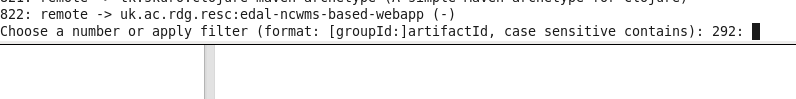 822: remote -> uk.ac.rdg.resc:edal-ncwms-based-webapp (-)
Choose a number or apply filter (format: [groupId:]artifactId, case sensitive contains): 292: